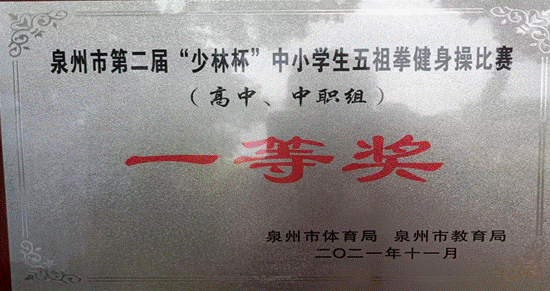 泉州市第二届“少林杯”中小学生五祖拳健身操比赛
（高中、中职组）
一等奖
泉州市体育局 泉州市教育局
二〇二一年十一月